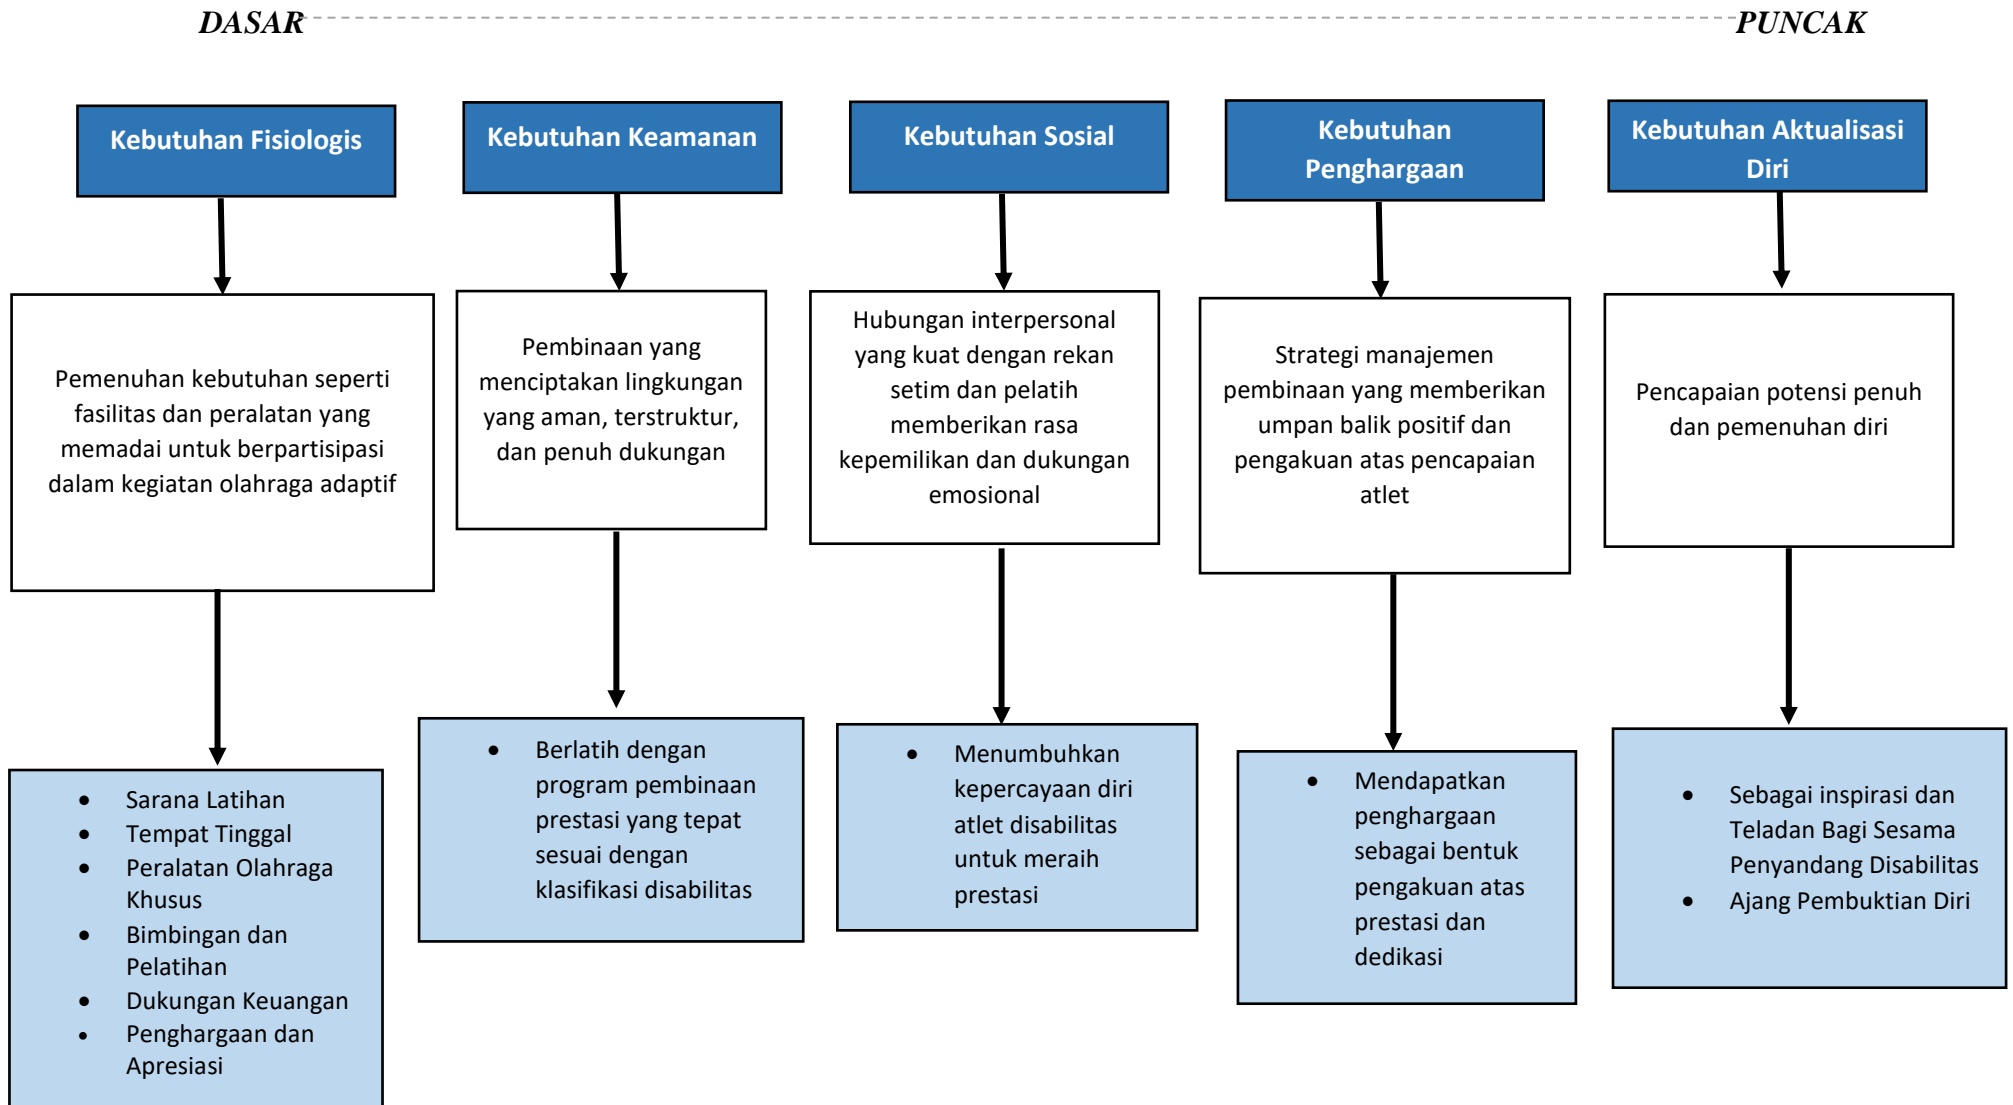 DASAR
PUNCAK
Kebutuhan Fisiologis
Kebutuhan Keamanan
Kebutuhan Sosial
Kebutuhan
Penghargaan
Kebutuhan Aktualisasi
Diri
Pemenuhan kebutuhan seperti
fasilitas dan peralatan yang
memadai untuk berpartisipasi
dalam kegiatan olahraga adaptif
Pembinaan yang
menciptakan lingkungan
yang aman, terstruktur,
dan penuh dukungan
Hubungan interpersonal
yang kuat dengan rekan
setim dan pelatih
memberikan rasa
kepemilikan dan dukungan
emosional
Strategi manajemen
pembinaan yang memberikan
umpan balik positif dan
pengakuan atas pencapaian
atlet
Pencapaian potensi penuh
dan pemenuhan diri
• Sarana Latihan
• Tempat Tinggal
• Peralatan Olahraga
Khusus
• Bimbingan dan
Pelatihan
• Dukungan Keuangan
• Penghargaan dan
Apresiasi
• Berlatih dengan
program pembinaan
prestasi yang tepat
sesuai dengan
klasifikasi disabilitas
• Menumbuhkan
kepercayaan diri
atlet disabilitas
untuk meraih
prestasi
• Mendapatkan
penghargaan
sebagai bentuk
pengakuan atas
prestasi dan
dedikasi
• Sebagai inspirasi dan
Teladan Bagi Sesama
Penyandang Disabilitas
• Ajang Pembuktian Diri